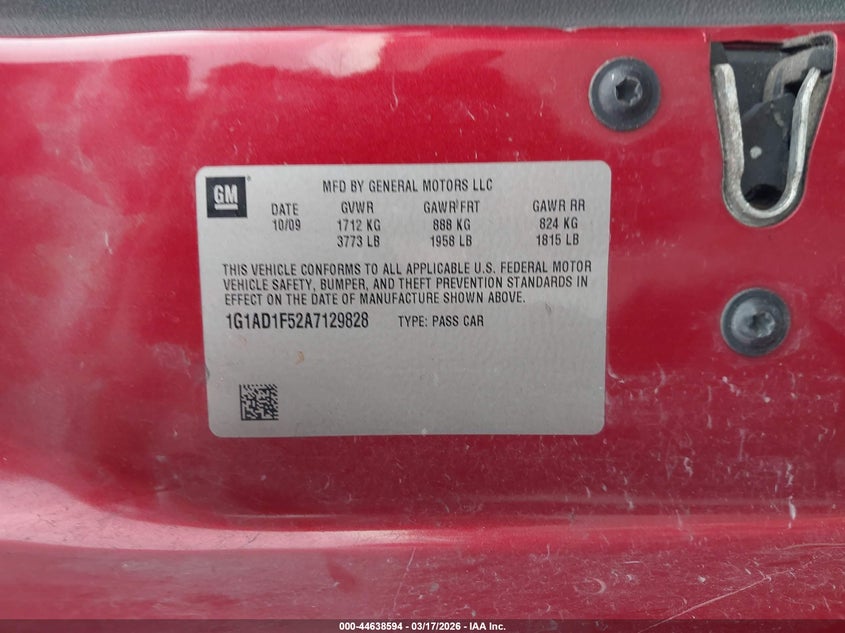 GM
MFD BY GENERAL MOTORS LLC
DATE GVWR GAWR FRT GAWR RR
10/09 1712 KG 888 KG 824 KG
3773 LB 1958 LB 1815 LB
THIS VEHICLE CONFORMS TO ALL APPLICABLE U.S. FEDERAL MOTOR
VEHICLE SAFETY, BUMPER, AND THEFT PREVENTION STANDARDS IN
EFFECT ON THE DATE OF MANUFACTURE SHOWN ABOVE.
1G1AD1F52A7129828 TYPE: PASS CAR
000-44638594 - 03/17/2026 - IAA Inc.